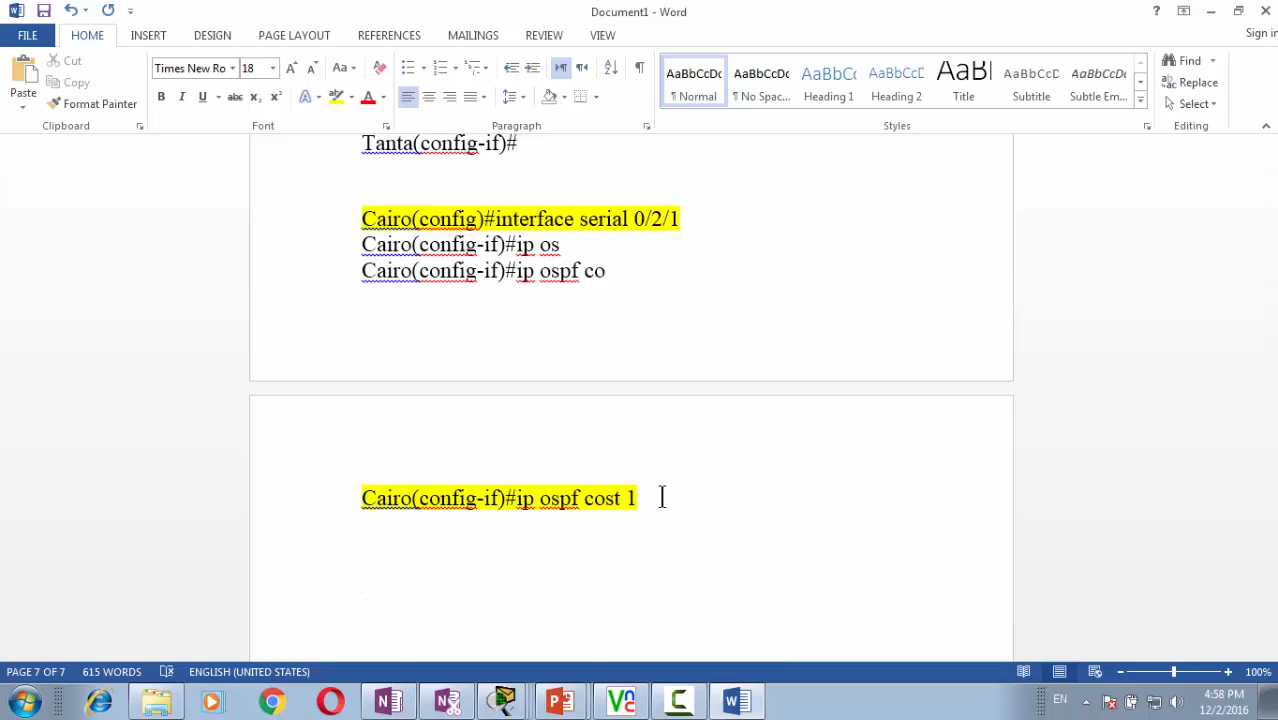 Document1 - Word
FILE
HOME
INSERT
DESIGN
PAGE LAYOUT
REFERENCES
MAILINGS
REVIEW
VIEW
Sign in
Paste
Cut
Copy
Format Painter
Clipboard
Times New Ro
18
Font
Paragraph
AaBbCcDc
¶ Normal
AaBbCcDc
¶ No Spac...
AaBbCc
Heading 1
AaBbCcD
Heading 2
Title
AaBbCcD
Subtitle
AaBbCcD
Subtle Em...
Styles
Find
Replace
Select
Editing
Tanta(config-if)#
Cairo(config)#interface serial 0/2/1
Cairo(config-if)#ip os
Cairo(config-if)#ip ospf co
Cairo(config-if)#ip ospf cost 1
PAGE 7 OF 7
615 WORDS
ENGLISH (UNITED STATES)
100%
EN
4:58 PM
12/2/2016